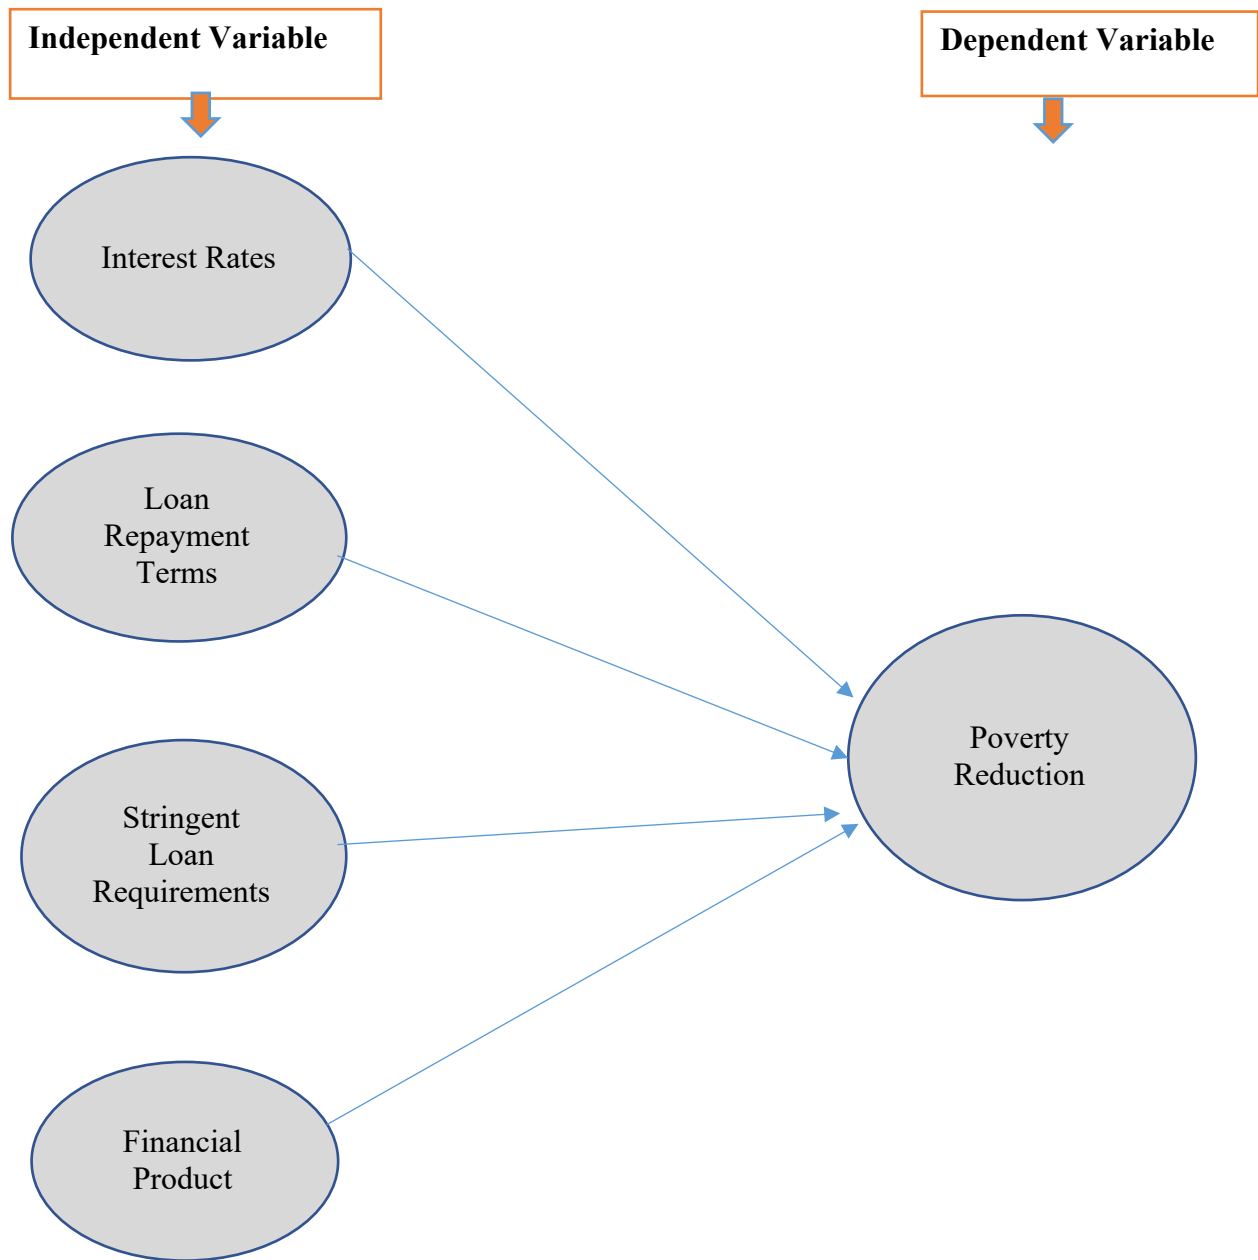 Independent Variable
Dependent Variable
Interest Rates
Loan
Repayment
Terms
Stringent
Loan
Requirements
Financial
Product
Poverty
Reduction